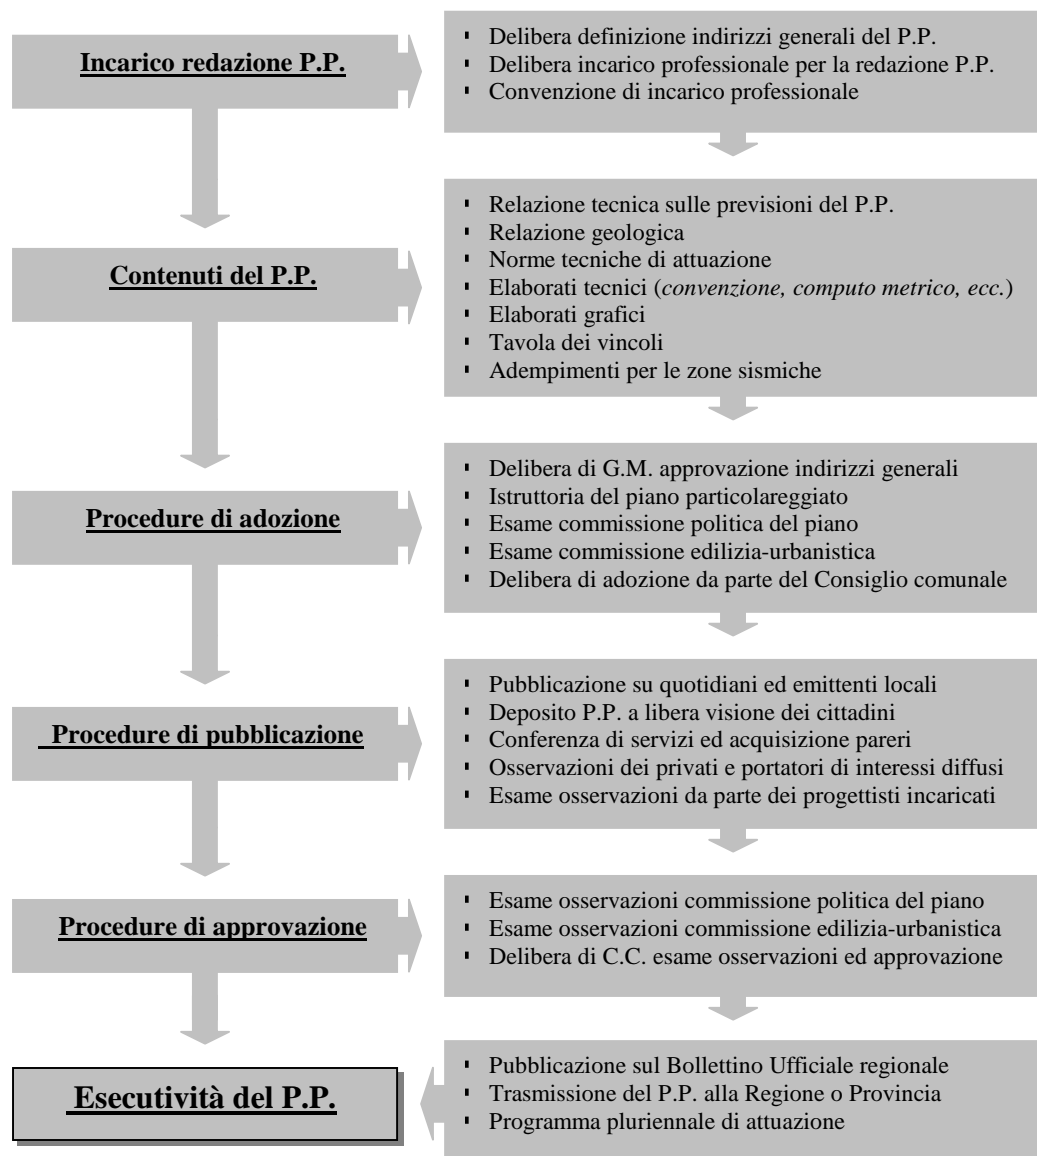 Incarico redazione P.P.
▪ Delibera definizione indirizzi generali del P.P.
▪ Delibera incarico professionale per la redazione P.P.
▪ Convenzione di incarico professionale
Contenuti del P.P.
▪ Relazione tecnica sulle previsioni del P.P.
▪ Relazione geologica
▪ Norme tecniche di attuazione
▪ Elaborati tecnici (convenzione, computo metrico, ecc.)
▪ Elaborati grafici
▪ Tavola dei vincoli
▪ Adempimenti per le zone sismiche
Procedure di adozione
▪ Delibera di G.M. approvazione indirizzi generali
▪ Istruttoria del piano particolareggiato
▪ Esame commissione politica del piano
▪ Esame commissione edilizia-urbanistica
▪ Delibera di adozione da parte del Consiglio comunale
Procedure di pubblicazione
▪ Pubblicazione su quotidiani ed emittenti locali
▪ Deposito P.P. a libera visione dei cittadini
▪ Conferenza di servizi ed acquisizione pareri
▪ Osservazioni dei privati e portatori di interessi diffusi
▪ Esame osservazioni da parte dei progettisti incaricati
Procedure di approvazione
▪ Esame osservazioni commissione politica del piano
▪ Esame osservazioni commissione edilizia-urbanistica
▪ Delibera di C.C. esame osservazioni ed approvazione
Esecutività del P.P.
▪ Pubblicazione sul Bollettino Ufficiale regionale
▪ Trasmissione del P.P. alla Regione o Provincia
▪ Programma pluriennale di attuazione